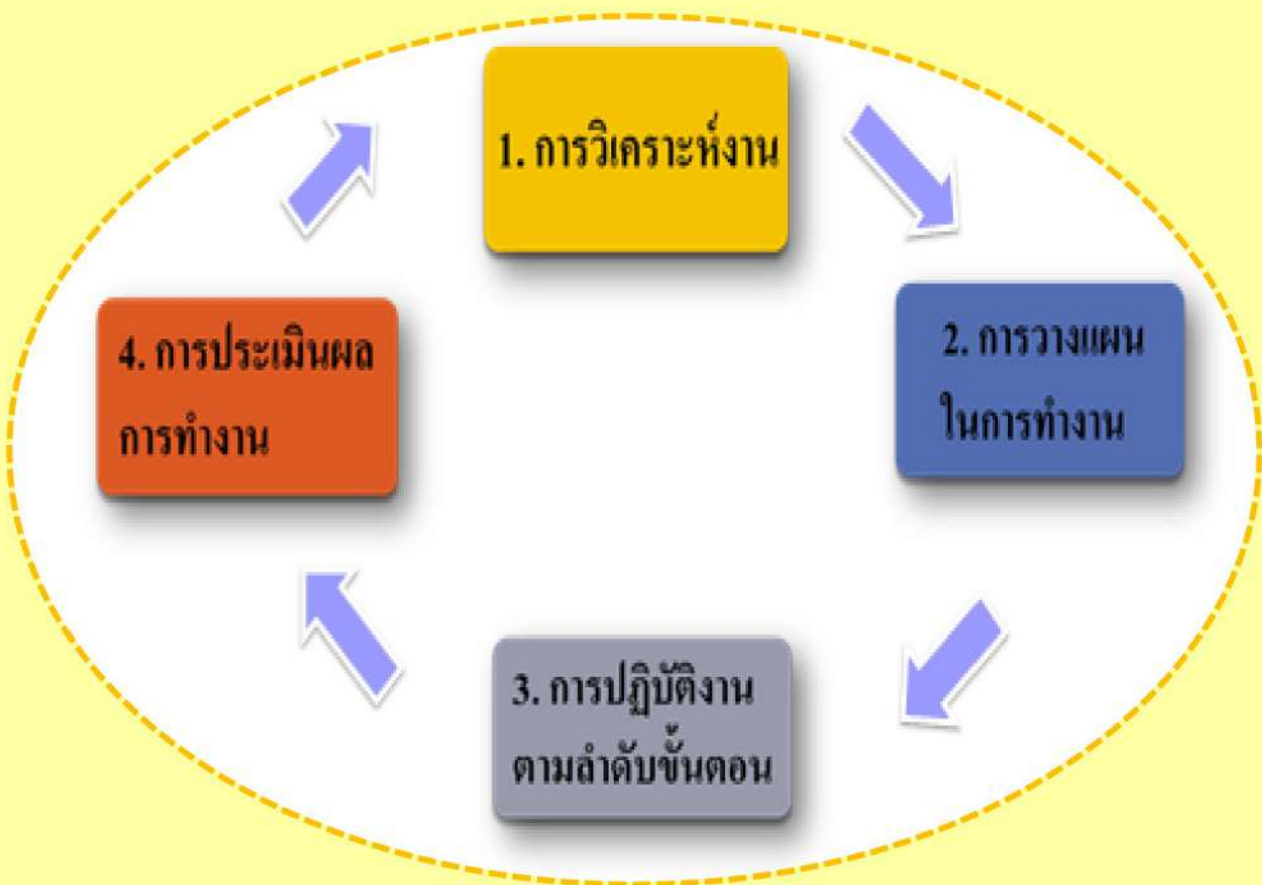 1. การวิเคราะห์งาน
2. การวางแผน
ในการทำงาน
3. การปฏิบัติงาน
ตามลำดับขั้นตอน
4. การประเมินผล
การทำงาน